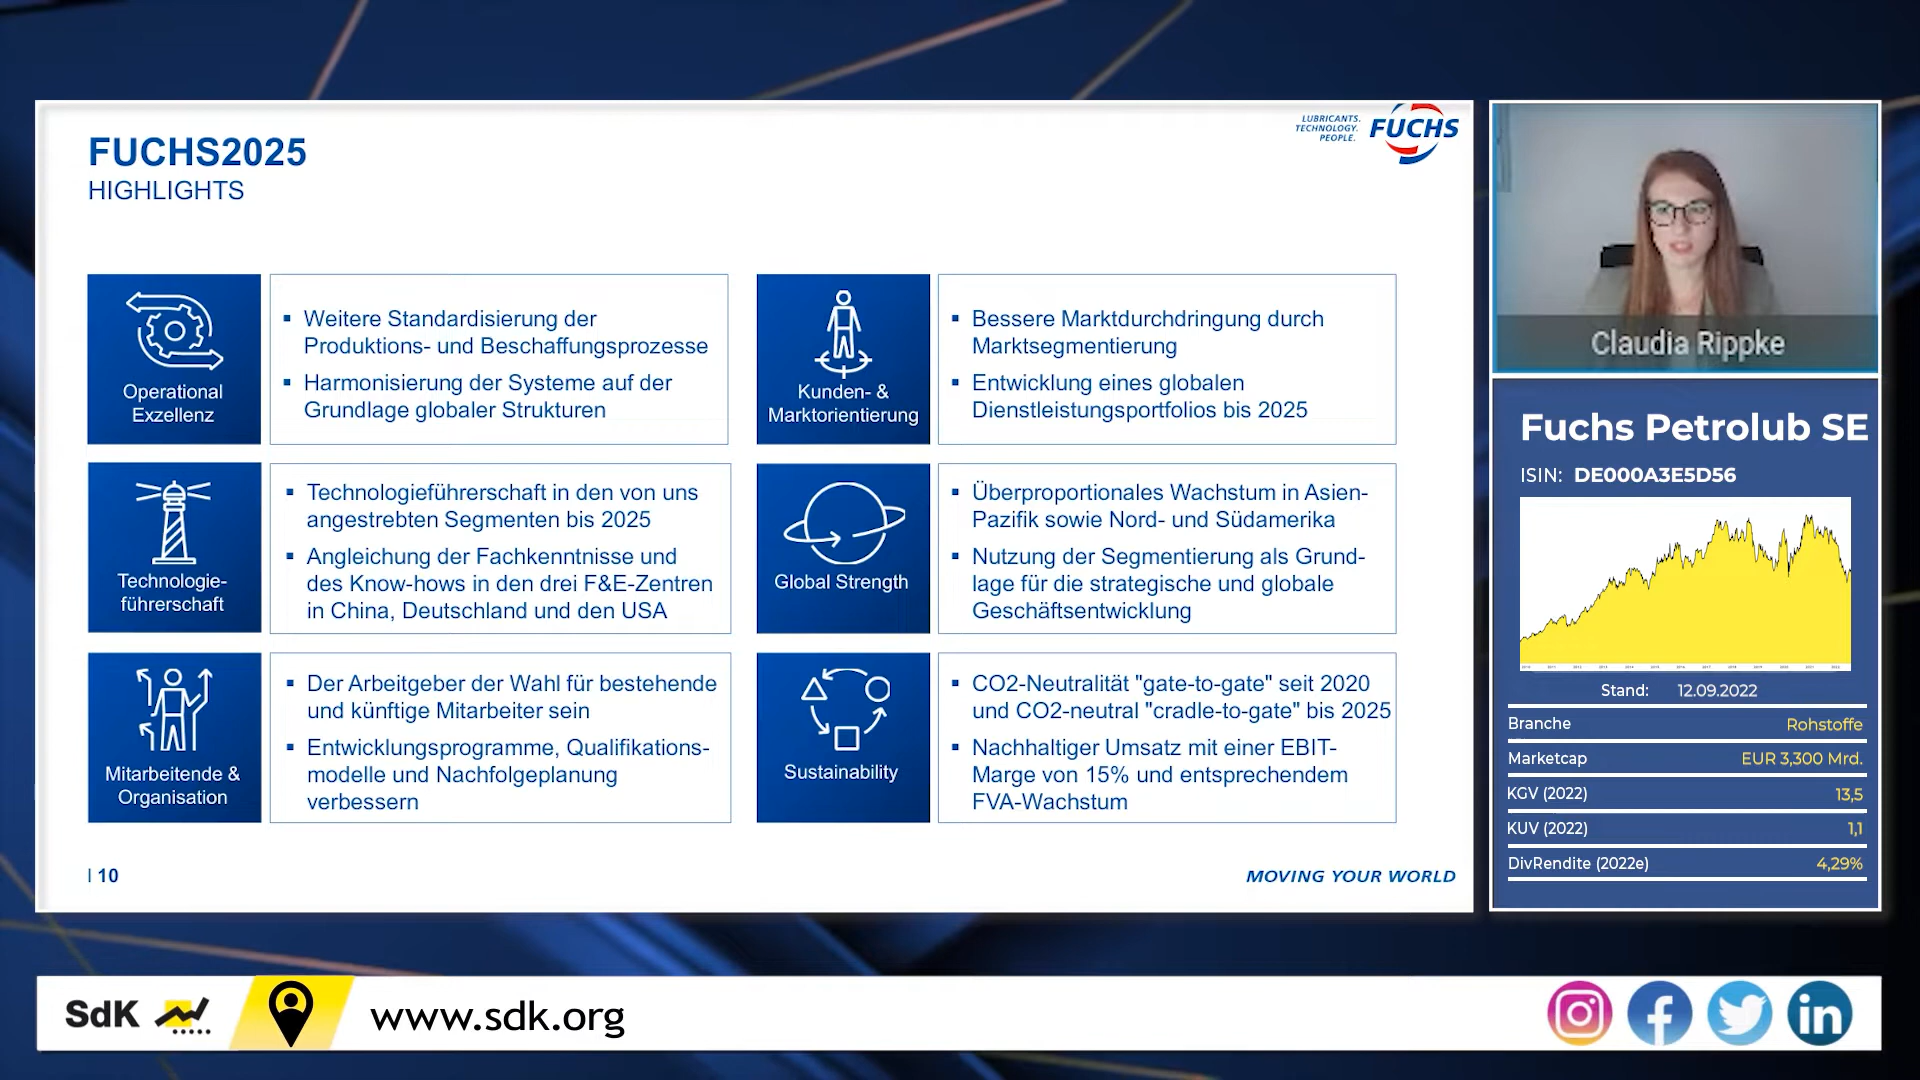 LUBRICANTS.
TECHNOLOGY.
PEOPLE.
FUCHS
FUCHS2025
HIGHLIGHTS
Operational
Exzellenz
▪ Weitere Standardisierung der
Produktions- und Beschaffungsprozesse
▪ Harmonisierung der Systeme auf der
Grundlage globaler Strukturen
Kunden- &
Marktorientierung
▪ Bessere Marktdurchdringung durch
Marktsegmentierung
▪ Entwicklung eines globalen
Dienstleistungsportfolios bis 2025
Technologie-
führerschaft
▪ Technologieführerschaft in den von uns
angestrebten Segmenten bis 2025
▪ Angleichung der Fachkenntnisse und
des Know-hows in den drei F&E-Zentren
in China, Deutschland und den USA
Global Strength
▪ Überproportionales Wachstum in Asien-
Pazifik sowie Nord- und Südamerika
▪ Nutzung der Segmentierung als Grund-
lage für die strategische und globale
Geschäftsentwicklung
Mitarbeitende &
Organisation
▪ Der Arbeitgeber der Wahl für bestehende
und künftige Mitarbeiter sein
▪ Entwicklungsprogramme, Qualifikations-
modelle und Nachfolgeplanung
verbessern
Sustainability
▪ CO2-Neutralität "gate-to-gate" seit 2020
und CO2-neutral "cradle-to-gate" bis 2025
▪ Nachhaltiger Umsatz mit einer EBIT-
Marge von 15% und entsprechendem
FVA-Wachstum
| 10
MOVING YOUR WORLD
Claudia Rippke
Fuchs Petrolub SE
ISIN: DE000A3E5D56
Stand: 12.09.2022
Branche Rohstoffe
Marketcap EUR 3,300 Mrd.
KGV (2022) 13,5
KUV (2022) 1,1
DivRendite (2022e) 4,29%
SdK
www.sdk.org